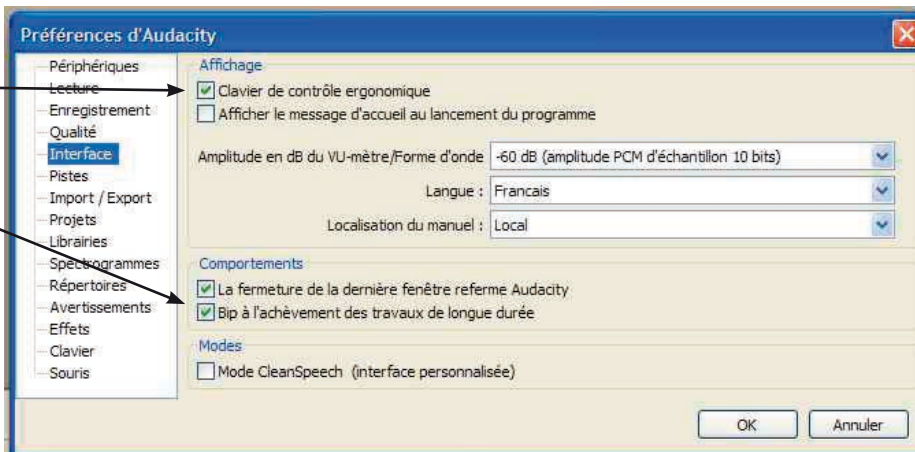 Préférences d'Audacity
Périphériques
Lecture
Enregistrement
Qualité
Interface
Pistes
Import / Export
Projets
Librairies
Spectrogrammes
Répertoires
Avertissements
Effets
Clavier
Souris
Affichage
Clavier de contrôle ergonomique
Afficher le message d'accueil au lancement du programme
Amplitude en dB du VU-mètre/Forme d'onde -60 dB (amplitude PCM d'échantillon 10 bits)
Langue : Francais
Localisation du manuel : Local
Comportements
La fermeture de la dernière fenêtre referme Audacity
Bip à l'achèvement des travaux de longue durée
Modes
Mode CleanSpeech (interface personnalisée)
OK Annuler